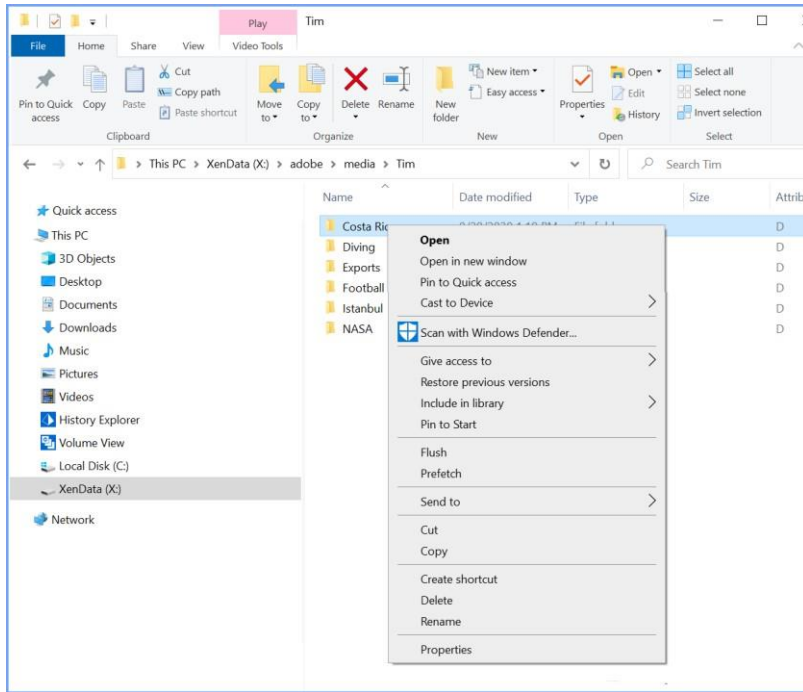 Play
Tim
File
Home
Share
View
Video Tools
Pin to Quick access
Copy
Paste
Cut
Copy path
Paste shortcut
Move to
Copy to
Delete
Rename
New folder
New item
Easy access
Properties
Open
Edit
History
Select all
Select none
Invert selection
Clipboard
Organize
New
Open
Select
This PC > XenData (X:) > adobe > media > Tim
Search Tim
Name
Date modified
Type
Size
Attrib
Quick access
This PC
3D Objects
Desktop
Documents
Downloads
Music
Pictures
Videos
History Explorer
Volume View
Local Disk (C:)
XenData (X:)
Network
Costa Ric
D
Diving
D
Exports
D
Football
D
Istanbul
D
NASA
D
Open
Open in new window
Pin to Quick access
Cast to Device
Scan with Windows Defender...
Give access to
Restore previous versions
Include in library
Pin to Start
Flush
Prefetch
Send to
Cut
Copy
Create shortcut
Delete
Rename
Properties